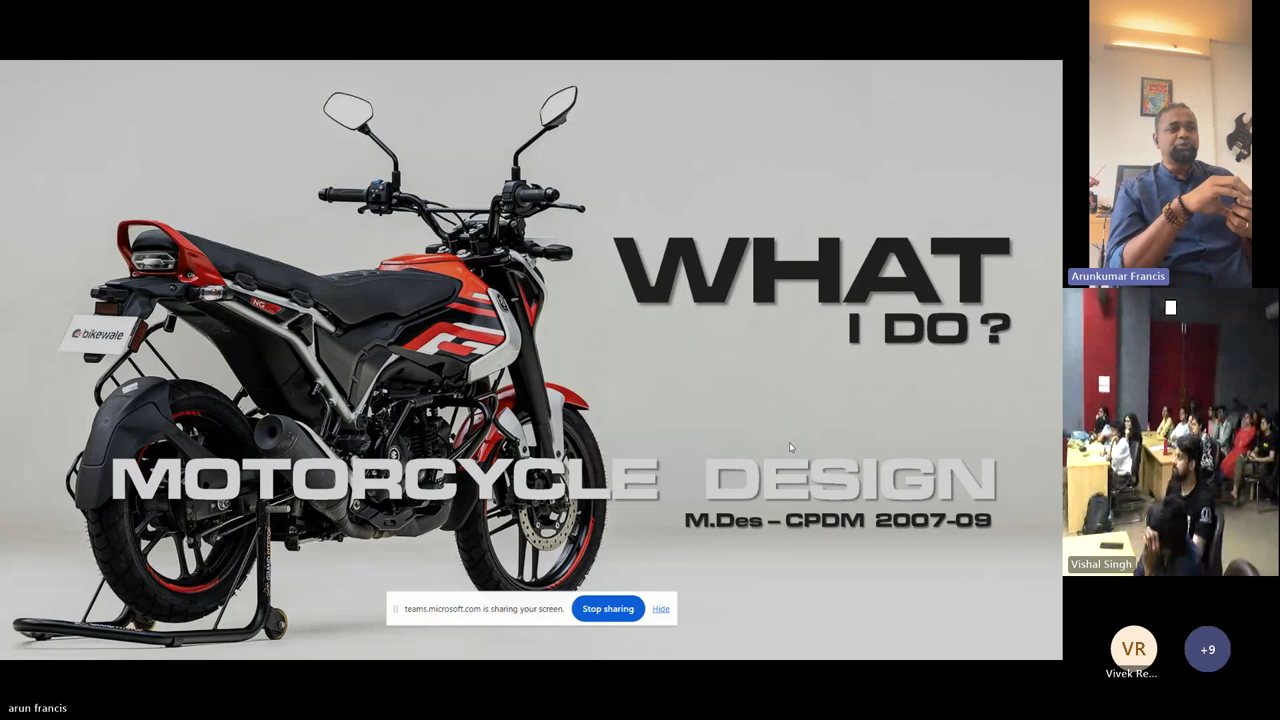 WHAT
I DO ?
NG
bikewale
MOTORCYCLE DESIGN
M.Des – CPDM 2007-09
teams.microsoft.com is sharing your screen.
Stop sharing
Hide
Arunkumar Francis
Vishal Singh
VR
+9
Vivek Re...
arun francis